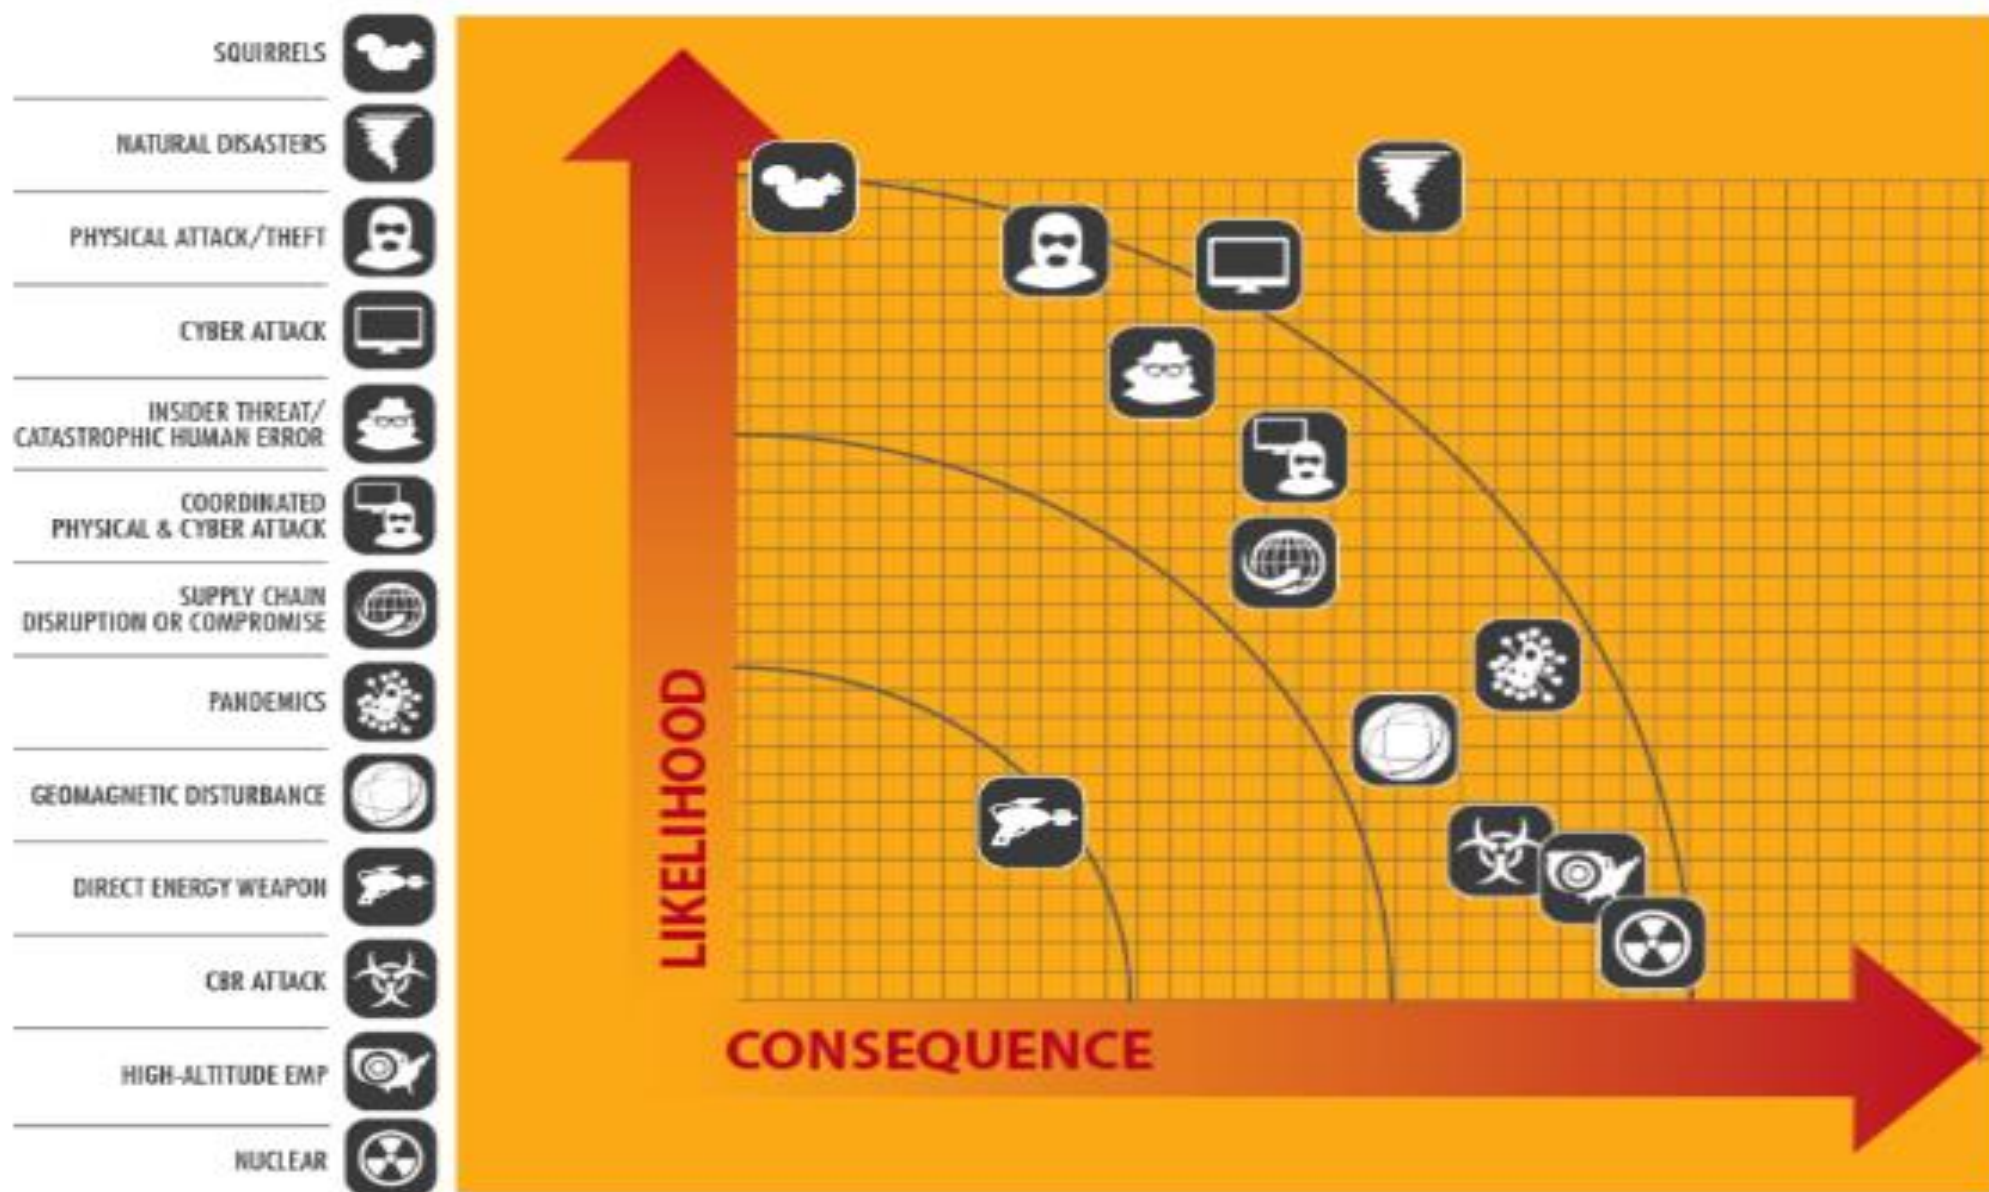 SQUIRRELS
NATURAL DISASTERS
PHYSICAL ATTACK/THEFT
CYBER ATTACK
INSIDER THREAT/
CATASTROPHIC HUMAN ERROR
COORDINATED
PHYSICAL & CYBER ATTACK
SUPPLY CHAIN
DISRUPTION OR COMPROMISE
PANDEMICS
GEOMAGNETIC DISTURBANCE
DIRECT ENERGY WEAPON
CBR ATTACK
HIGH-ALTITUDE EMP
NUCLEAR
LIKELIHOOD
CONSEQUENCE